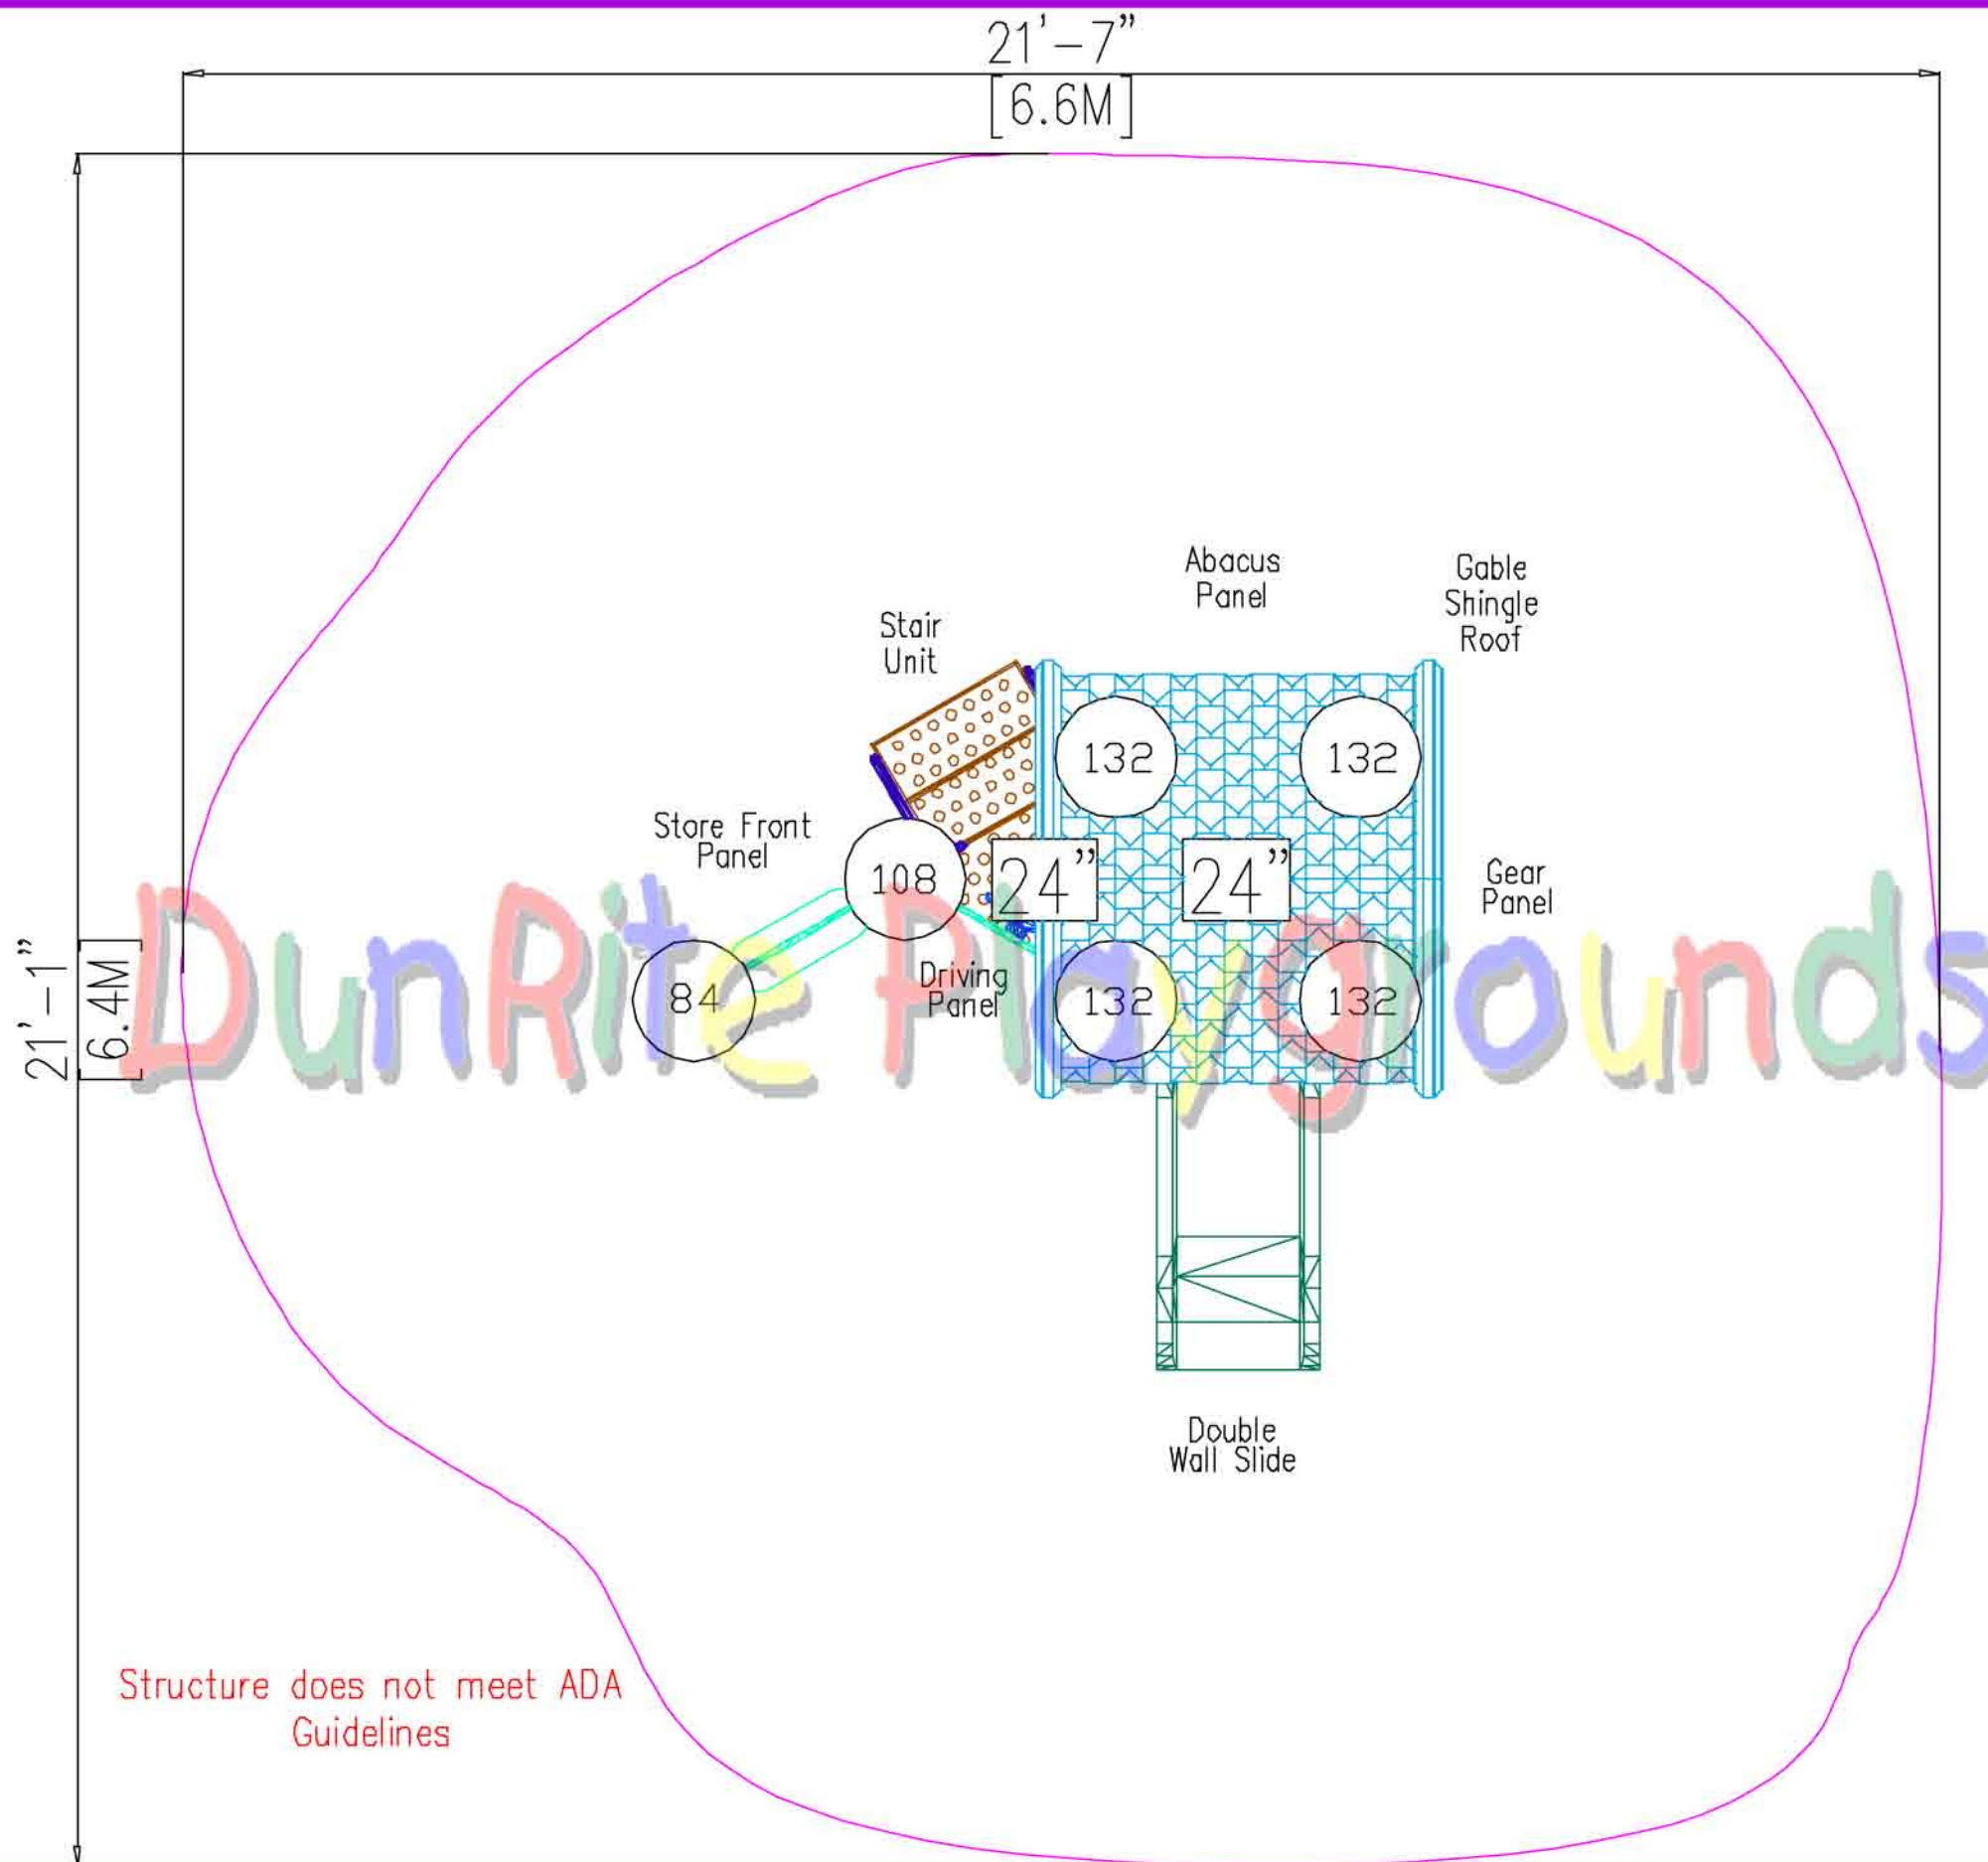 21'-7"
[6.6M]
Abacus
Panel
Gable
Shingle
Roof
Stair
Unit
132
132
Store Front
Panel
108
24"
24"
Gear
Panel
21'-1"
[6.4M]
DunRite Playgrounds
84
Driving
Panel
132
132
Double
Wall Slide
Structure does not meet ADA
Guidelines